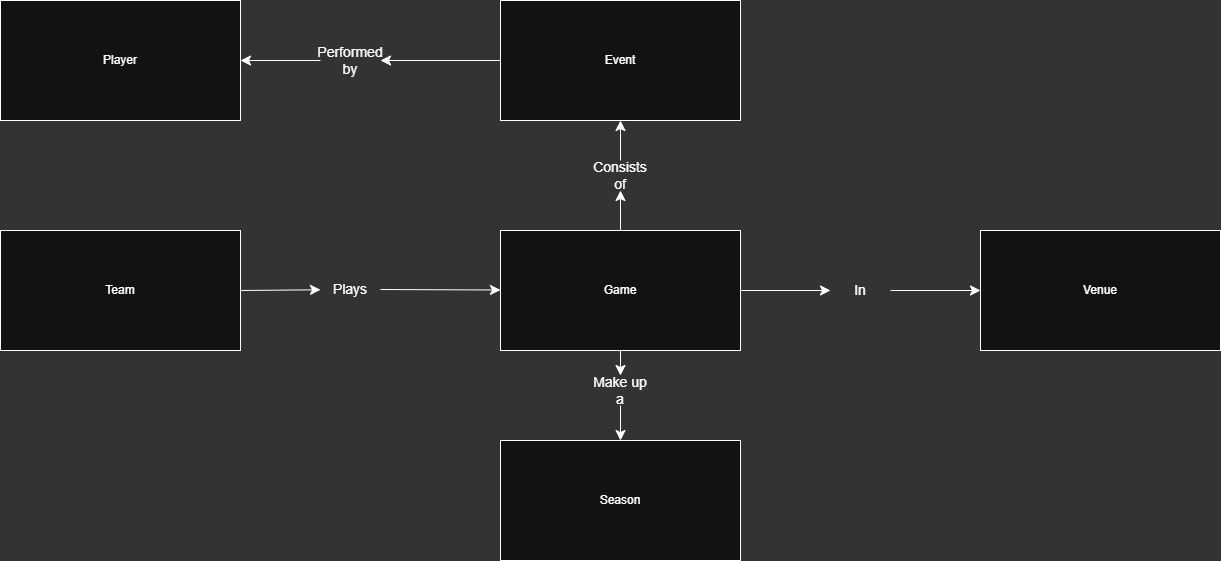 Player
Performed
by
Event
Consists
of
Team
Plays
Game
In
Venue
Make up
a
Season